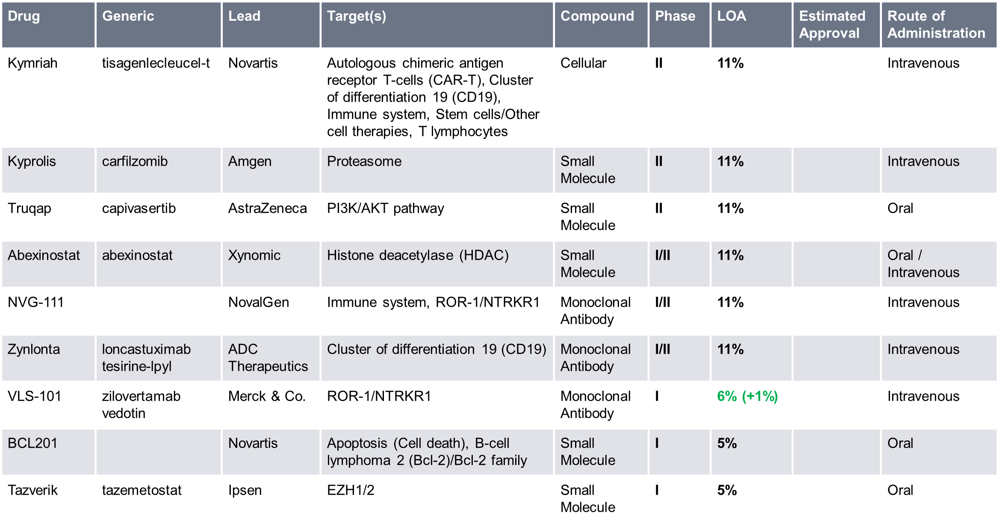 Drug Generic Lead Target(s) Compound Phase LOA Estimated Approval Route of Administration
Kymriah tisagenlecleucel-t Novartis Autologous chimeric antigen
receptor T-cells (CAR-T), Cluster
of differentiation 19 (CD19),
Immune system, Stem cells/Other
cell therapies, T lymphocytes
Cellular II 11% Intravenous
Kyprolis carfilzomib Amgen Proteasome Small
Molecule
II 11% Intravenous
Truqap capivasertib AstraZeneca PI3K/AKT pathway Small
Molecule
II 11% Oral
Abexinostat abexinostat Xynomic Histone deacetylase (HDAC) Small
Molecule
I/II 11% Oral /
Intravenous
NVG-111 NovalGen Immune system, ROR-1/NTRKR1 Monoclonal
Antibody
I/II 11% Intravenous
Zynlonta loncastuximab
tesirine-lpyl
ADC
Therapeutics
Cluster of differentiation 19 (CD19) Monoclonal
Antibody
I/II 11% Intravenous
VLS-101 zilovertamab
vedotin
Merck & Co. ROR-1/NTRKR1 Monoclonal
Antibody
I 6% (+1%) Intravenous
BCL201 Novartis Apoptosis (Cell death), B-cell
lymphoma 2 (Bcl-2)/Bcl-2 family
Small
Molecule
I 5% Oral
Tazverik tazemetostat Ipsen EZH1/2 Small
Molecule
I 5% Oral